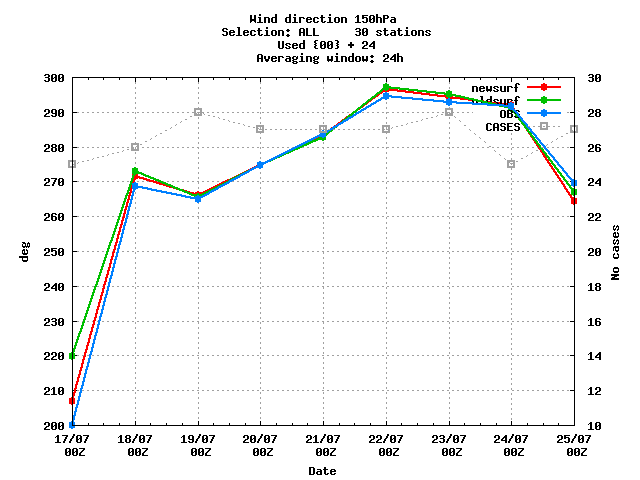 Wind direction 150hPa
Selection: ALL 30 stations
Used {00} + 24
Averaging window: 24h
300 30
newsurf
oldsurf
290 OBS 28
CASES
280 26
270 24
260 22
250 20
deg No cases
240 18
230 16
220 14
210 12
200 10
17/07 18/07 19/07 20/07 21/07 22/07 23/07 24/07 25/07
00Z 00Z 00Z 00Z 00Z 00Z 00Z 00Z 00Z
Date